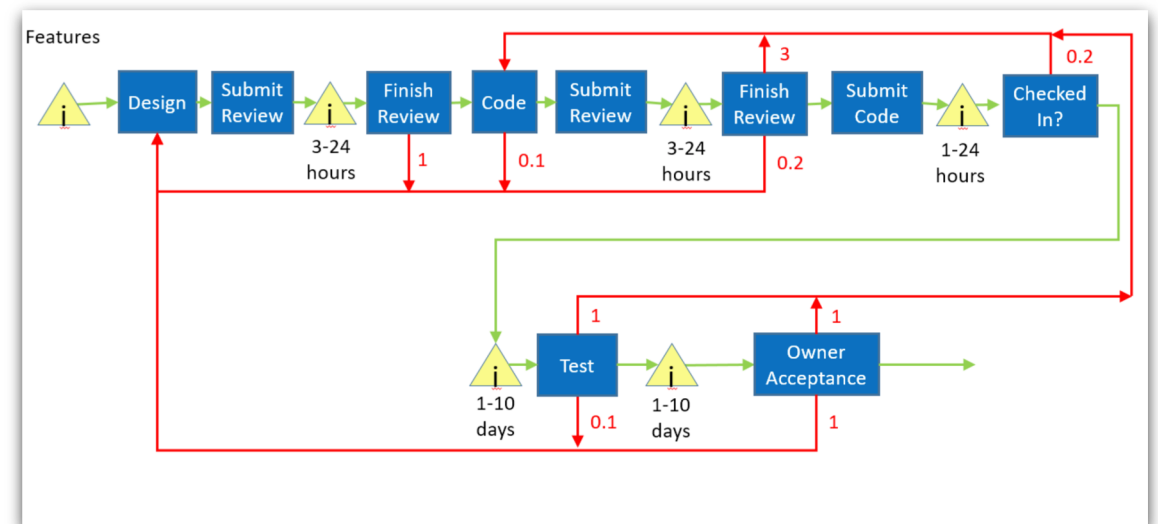 Features
3
0.2
i
Design
Submit
Review
i
Finish
Review
Code
Submit
Review
i
Finish
Review
Submit
Code
i
Checked
In?
3-24
hours
1
0.1
3-24
hours
0.2
1-24
hours
1
1
i
Test
i
Owner
Acceptance
1-10
days
0.1
1-10
days
1